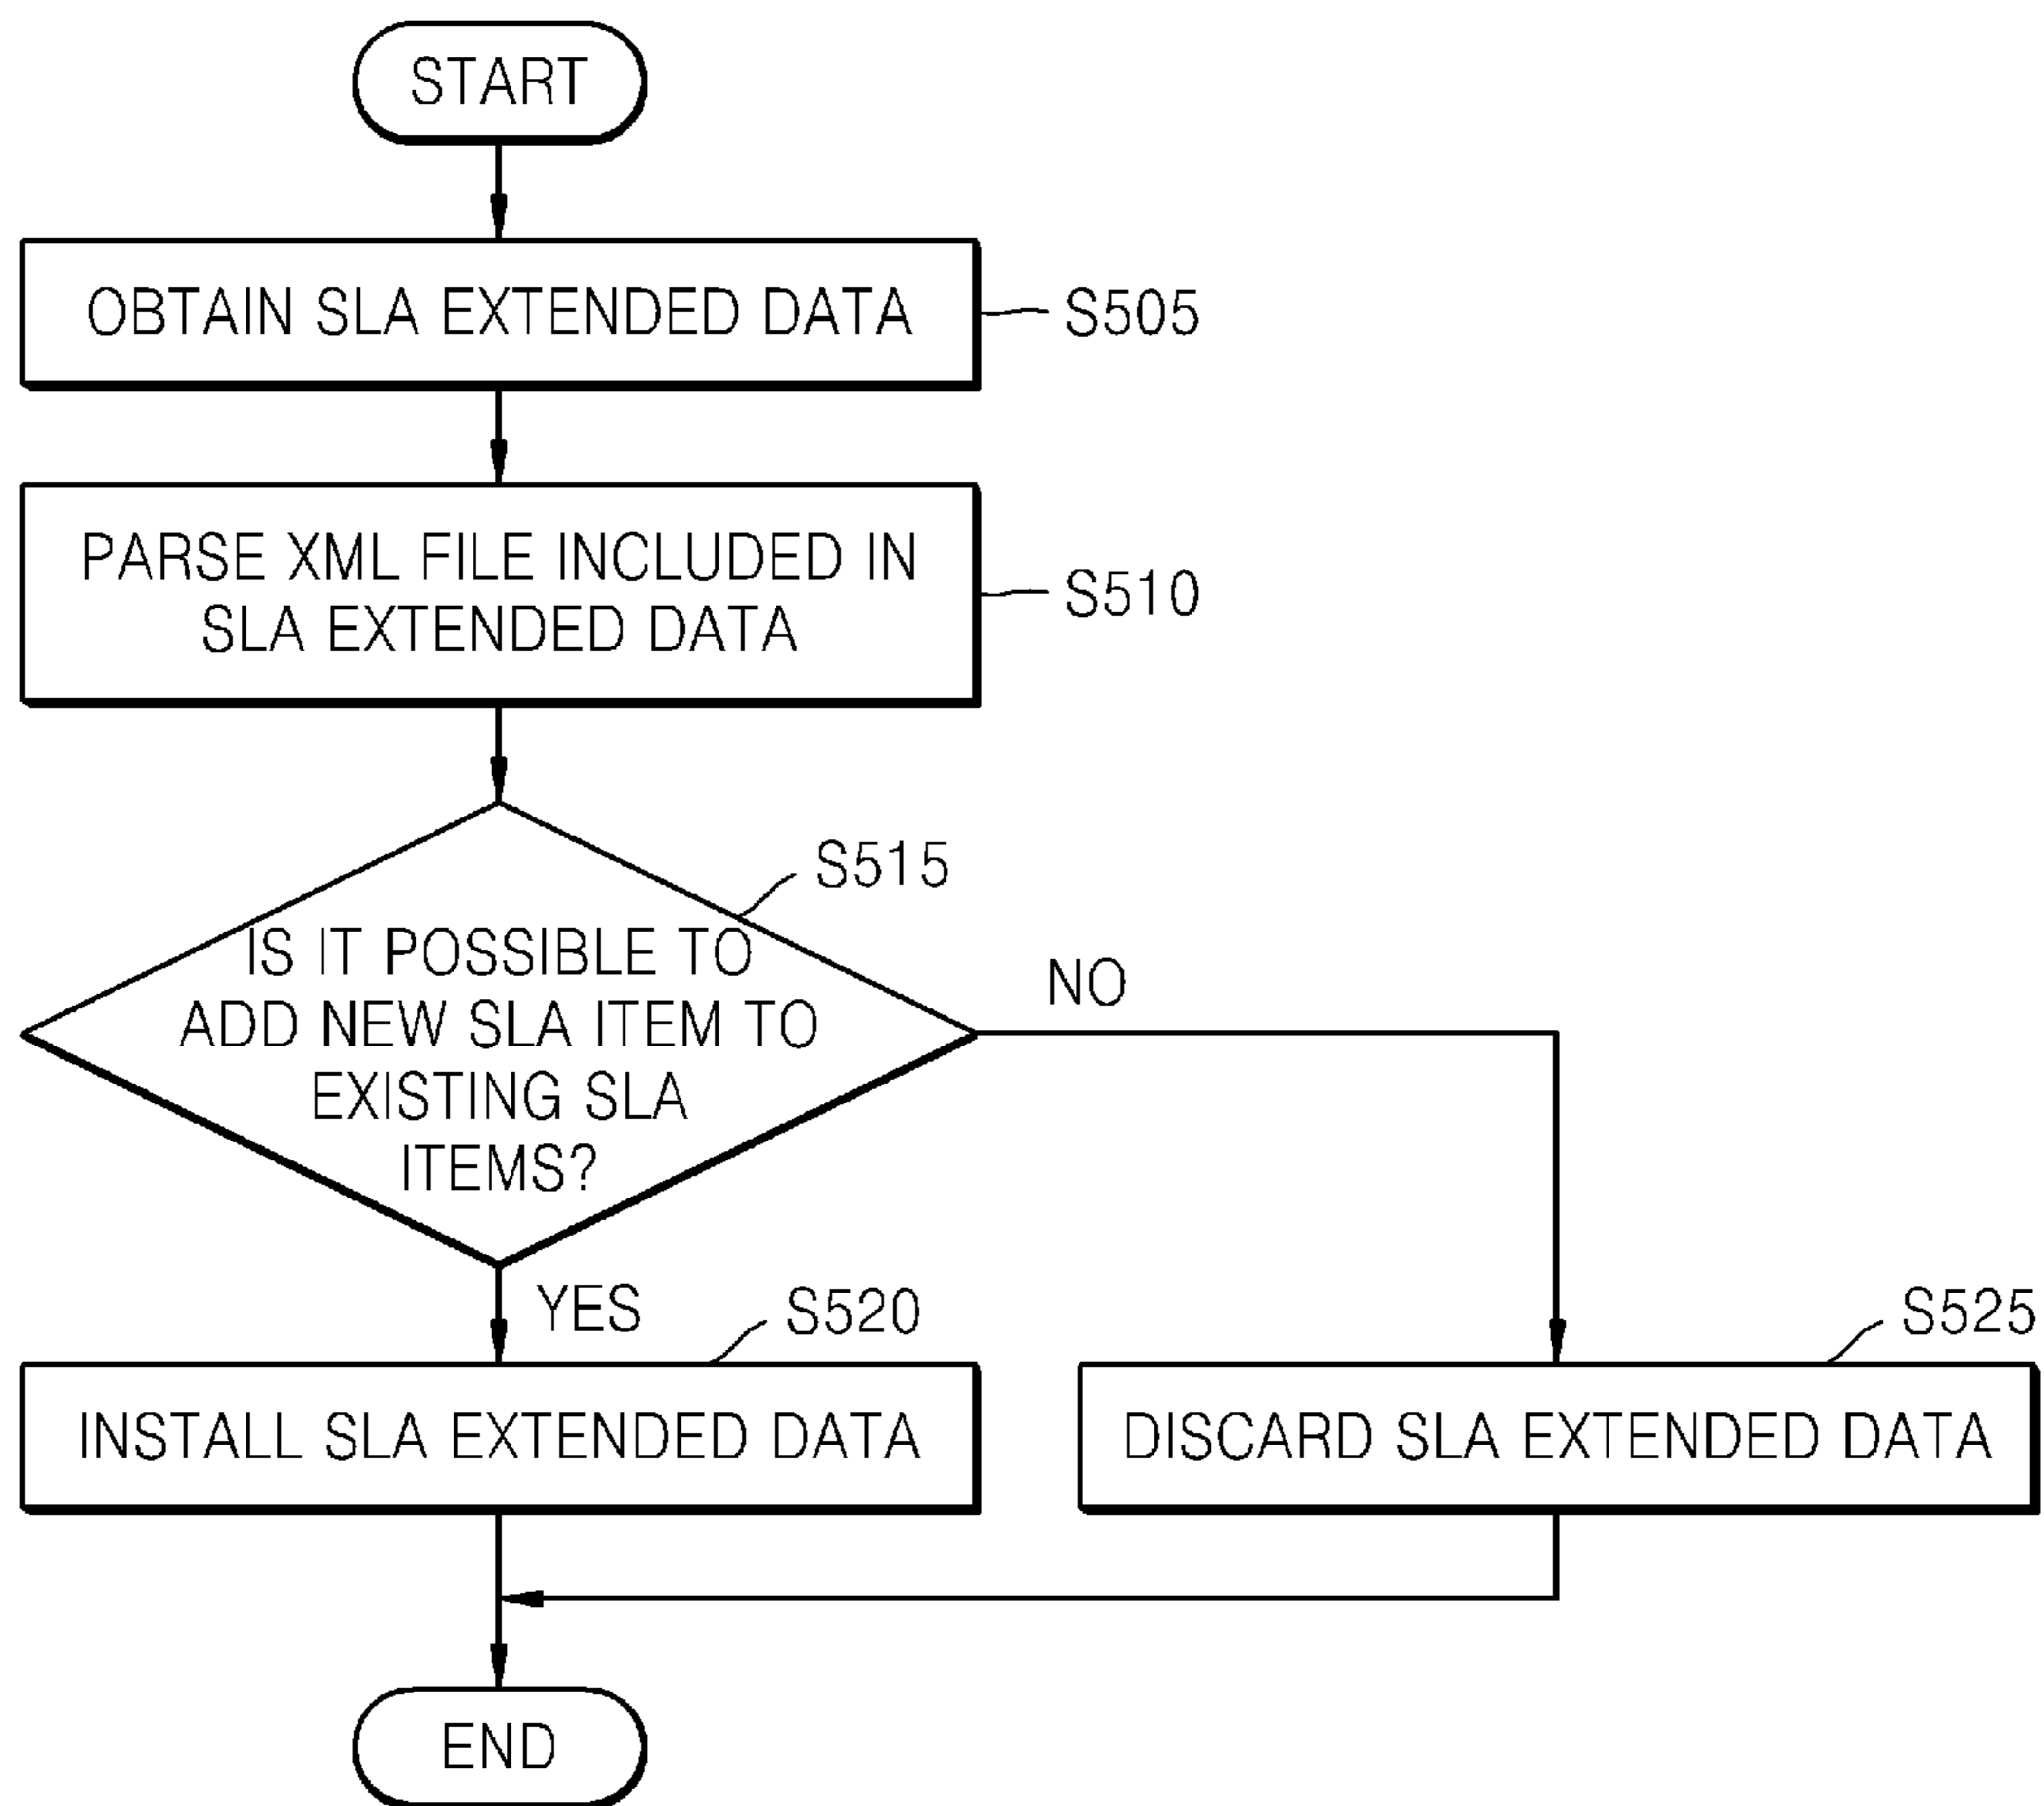 START
OBTAIN SLA EXTENDED DATA
S505
PARSE XML FILE INCLUDED IN
SLA EXTENDED DATA
S510
S515
IS IT POSSIBLE TO
ADD NEW SLA ITEM TO
EXISTING SLA
ITEMS?
NO
YES
S520
S525
INSTALL SLA EXTENDED DATA
DISCARD SLA EXTENDED DATA
END